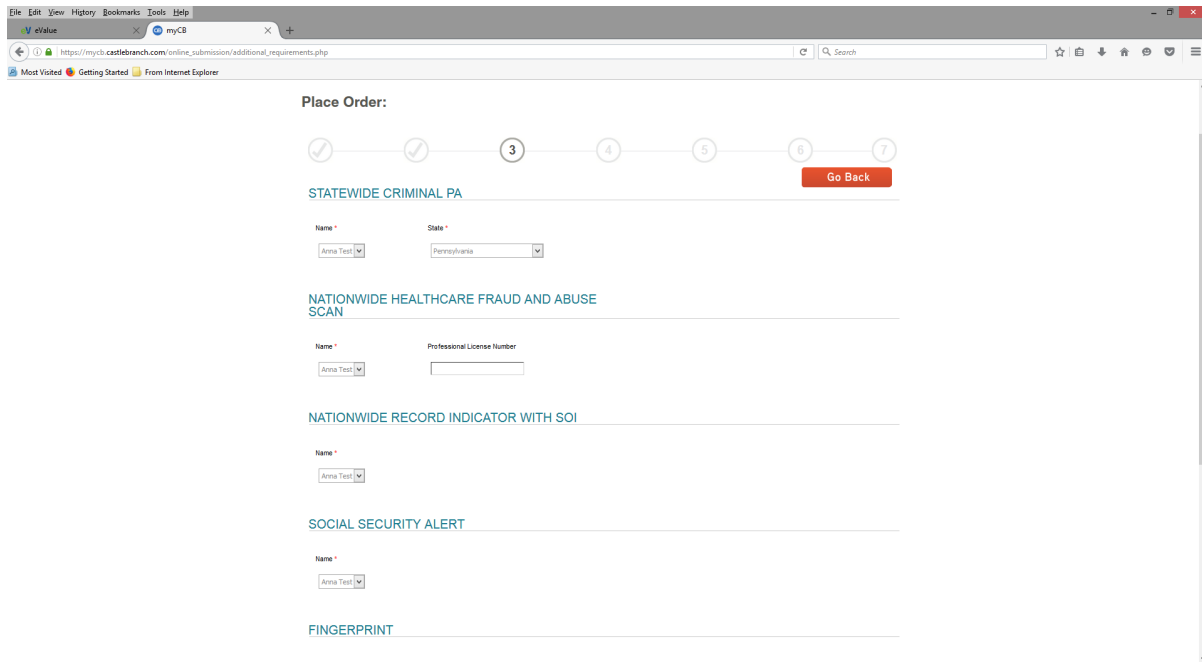 File Edit View History Bookmarks Tools Help
eV eValue
CB myCB
https://mycb.castlebranch.com/online_submission/additional_requirements.php
Search
Most Visited Getting Started From Internet Explorer
Place Order:
3 4 5 6 7
Go Back
STATEWIDE CRIMINAL PA
Name * State *
Anna Test Pennsylvania
NATIONWIDE HEALTHCARE FRAUD AND ABUSE
SCAN
Name * Professional License Number
Anna Test
NATIONWIDE RECORD INDICATOR WITH SOI
Name *
Anna Test
SOCIAL SECURITY ALERT
Name *
Anna Test
FINGERPRINT